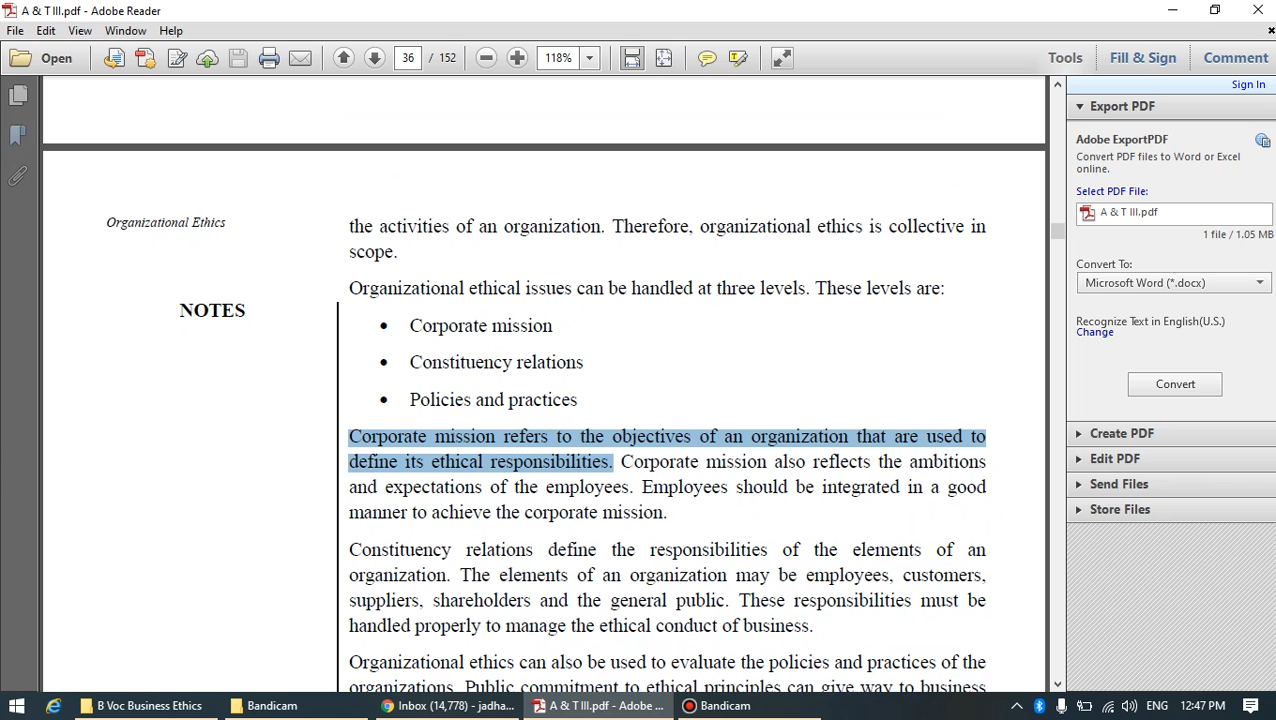 A & T III.pdf - Adobe Reader
File Edit View Window Help
Open 36 / 152 118% Tools Fill & Sign Comment
Sign In
Export PDF
Adobe ExportPDF
Convert PDF files to Word or Excel
online.
Select PDF File:
A & T III.pdf
1 file / 1.05 MB
Convert To:
Microsoft Word (*.docx)
Recognize Text in English(U.S.)
Change
Convert
Create PDF
Edit PDF
Send Files
Store Files
Organizational Ethics
NOTES
the activities of an organization. Therefore, organizational ethics is collective in
scope.
Organizational ethical issues can be handled at three levels. These levels are:
• Corporate mission
• Constituency relations
• Policies and practices
Corporate mission refers to the objectives of an organization that are used to
define its ethical responsibilities. Corporate mission also reflects the ambitions
and expectations of the employees. Employees should be integrated in a good
manner to achieve the corporate mission.
Constituency relations define the responsibilities of the elements of an
organization. The elements of an organization may be employees, customers,
suppliers, shareholders and the general public. These responsibilities must be
handled properly to manage the ethical conduct of business.
Organizational ethics can also be used to evaluate the policies and practices of the
organizations. Public commitment to ethical principles can give way to business
B Voc Business Ethics Bandicam Inbox (14,778) - jadha... A & T III.pdf - Adobe ... Bandicam ENG 12:47 PM